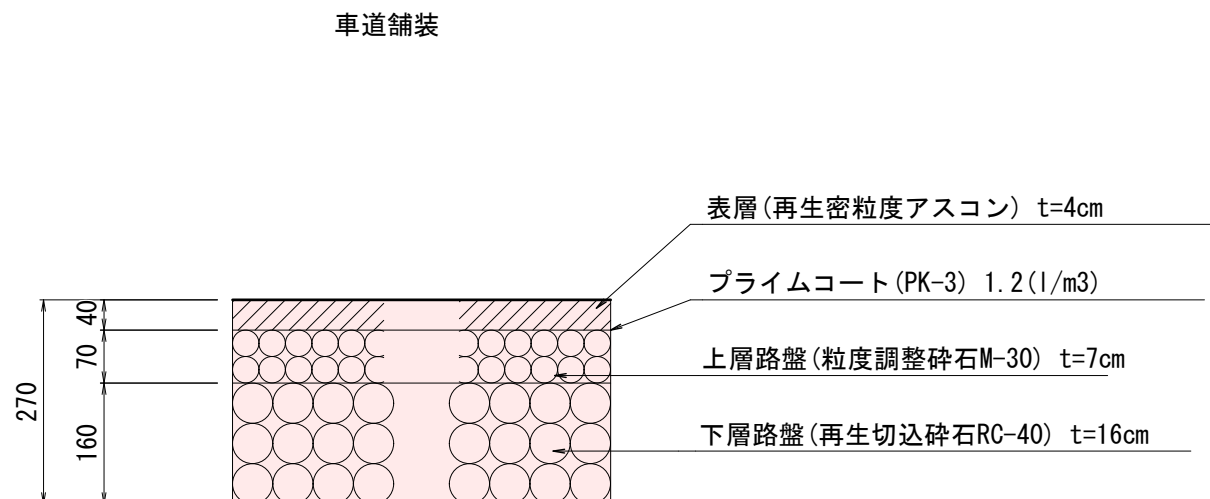 車道舗装
表層(再生密粒度アスコン) t=4cm
プライムコート(PK-3) 1.2(l/m3)
上層路盤(粒度調整砕石M-30) t=7cm
下層路盤(再生切込砕石RC-40) t=16cm
40
70
160
270